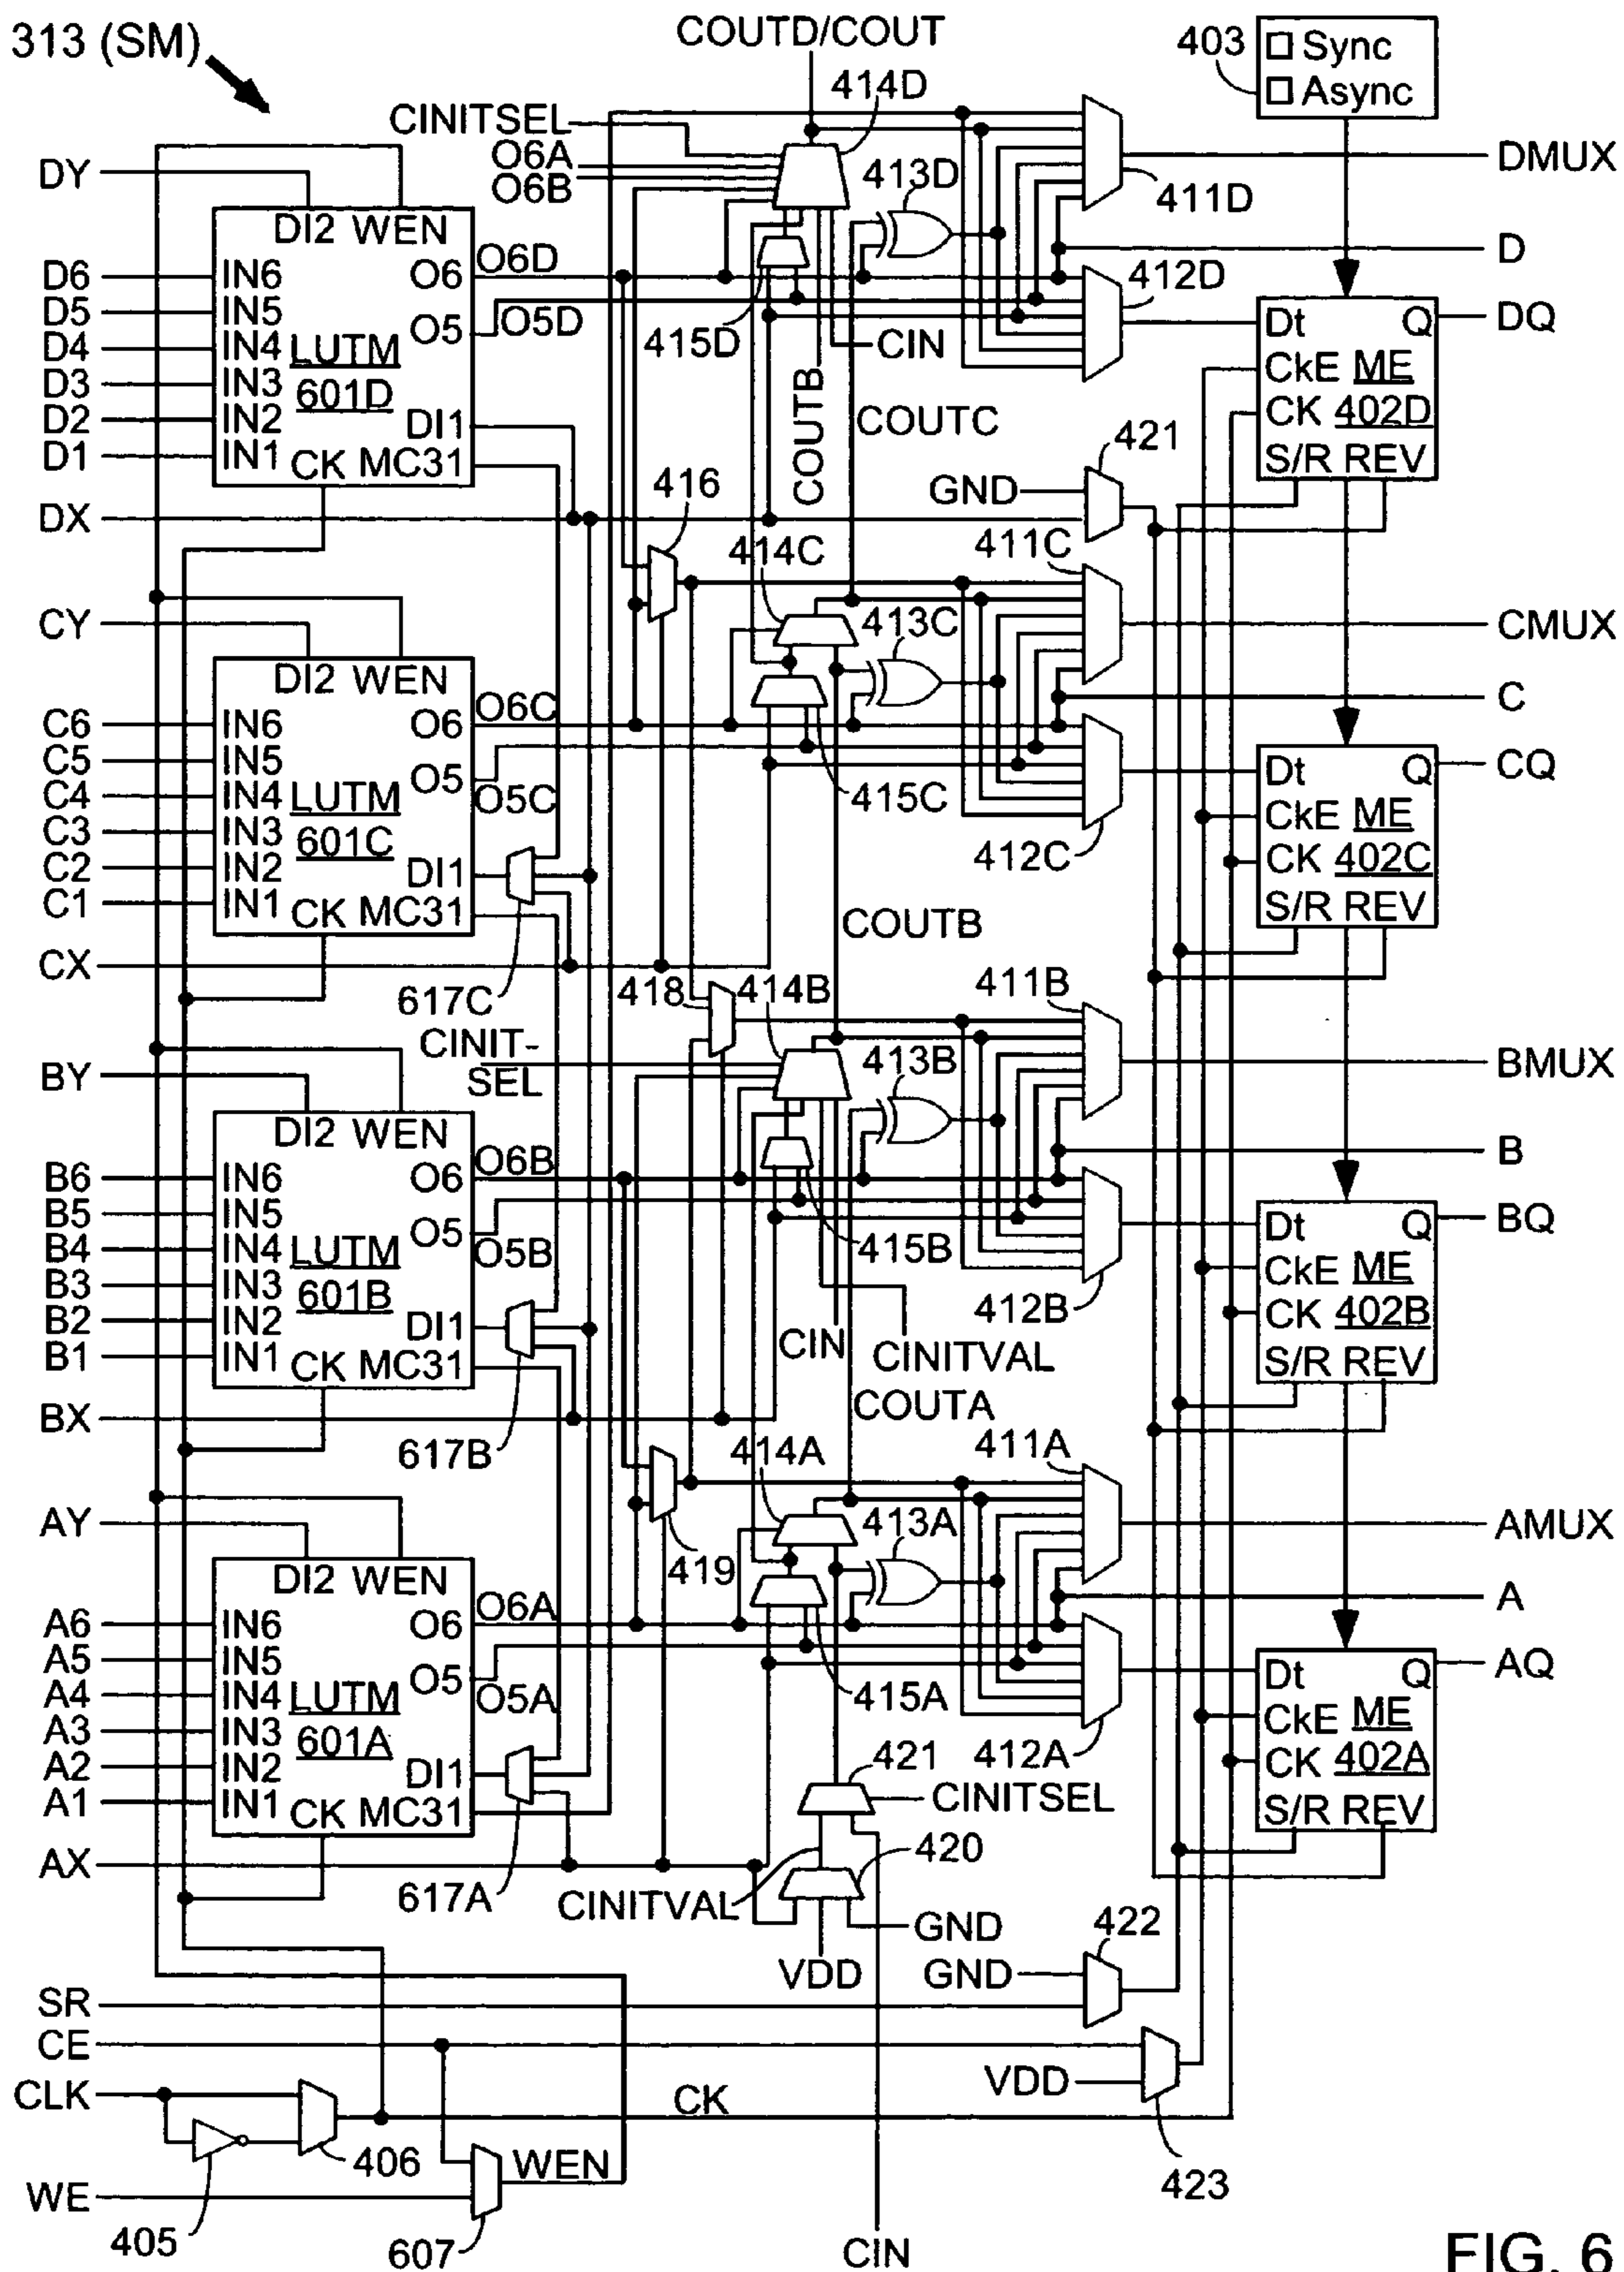 313 (SM)
COUTD/COUT
403
Sync
Async
414D
CINITSEL
O6A
O6B
413D
DMUX
411D
DY
DI2 WEN
D6 IN6 O6 O6D
D5 IN5
D4 IN4 LUTM O5 O5D
D3 IN3 601D
D2 IN2 DI1
D1 IN1 CK MC31
415D
CIN
COUTB
COUTC
D
412D
Dt Q DQ
CkE ME
CK 402D
S/R REV
421
GND
DX
416
414C
411C
413C
CMUX
CY
DI2 WEN
C6 IN6 O6 O6C
C5 IN5
C4 IN4 LUTM O5 O5C
C3 IN3 601C
C2 IN2 DI1
C1 IN1 CK MC31
415C
C
412C
Dt Q CQ
CkE ME
CK 402C
S/R REV
COUTB
CX
617C
418
414B
411B
CINIT-
SEL
413B
BMUX
BY
DI2 WEN
B6 IN6 O6 O6B
B5 IN5
B4 IN4 LUTM O5 O5B
B3 IN3 601B
B2 IN2 DI1
B1 IN1 CK MC31
415B
B
412B
Dt Q BQ
CkE ME
CK 402B
S/R REV
CIN
CINITVAL
COUTA
BX
617B
414A
411A
419
413A
AMUX
AY
DI2 WEN
A6 IN6 O6 O6A
A5 IN5
A4 IN4 LUTM O5 O5A
A3 IN3 601A
A2 IN2 DI1
A1 IN1 CK MC31
415A
A
412A
Dt Q AQ
CkE ME
CK 402A
S/R REV
421
CINITSEL
420
AX
617A
CINITVAL
GND
VDD
422
GND
SR
CE
VDD
CLK
CK
406
WEN
423
WE
405
607
CIN
FIG. 6